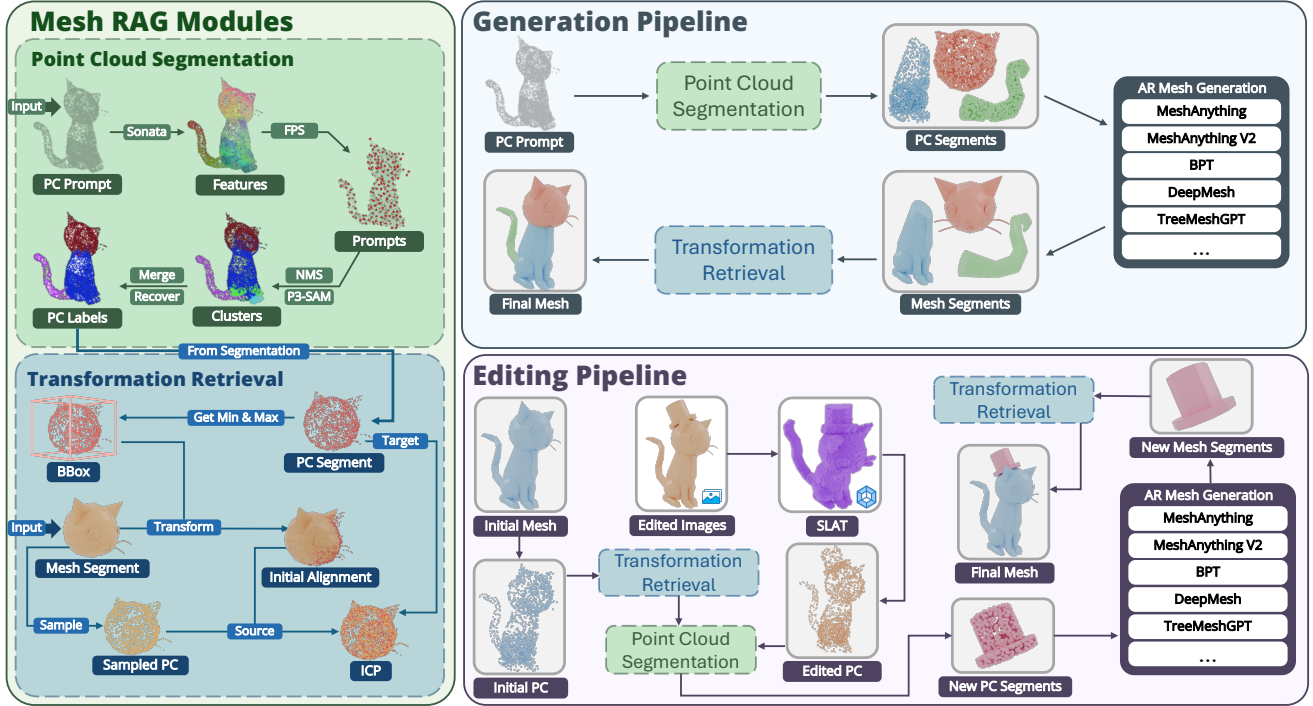 Mesh RAG Modules
Point Cloud Segmentation
Input
PC Prompt
Sonata
Features
FPS
Prompts
NMS
P3-SAM
Clusters
Merge
Recover
PC Labels
From Segmentation
Transformation Retrieval
BBox
Get Min & Max
PC Segment
Target
Input
Mesh Segment
Transform
Initial Alignment
Sample
Sampled PC
Source
ICP
Generation Pipeline
PC Prompt
Point Cloud
Segmentation
PC Segments
AR Mesh Generation
MeshAnything
MeshAnything V2
BPT
DeepMesh
TreeMeshGPT
...
Mesh Segments
Transformation
Retrieval
Final Mesh
Editing Pipeline
Initial Mesh
Edited Images
SLAT
Initial PC
Transformation
Retrieval
Point Cloud
Segmentation
Edited PC
New PC Segments
AR Mesh Generation
MeshAnything
MeshAnything V2
BPT
DeepMesh
TreeMeshGPT
...
New Mesh Segments
Transformation
Retrieval
Final Mesh